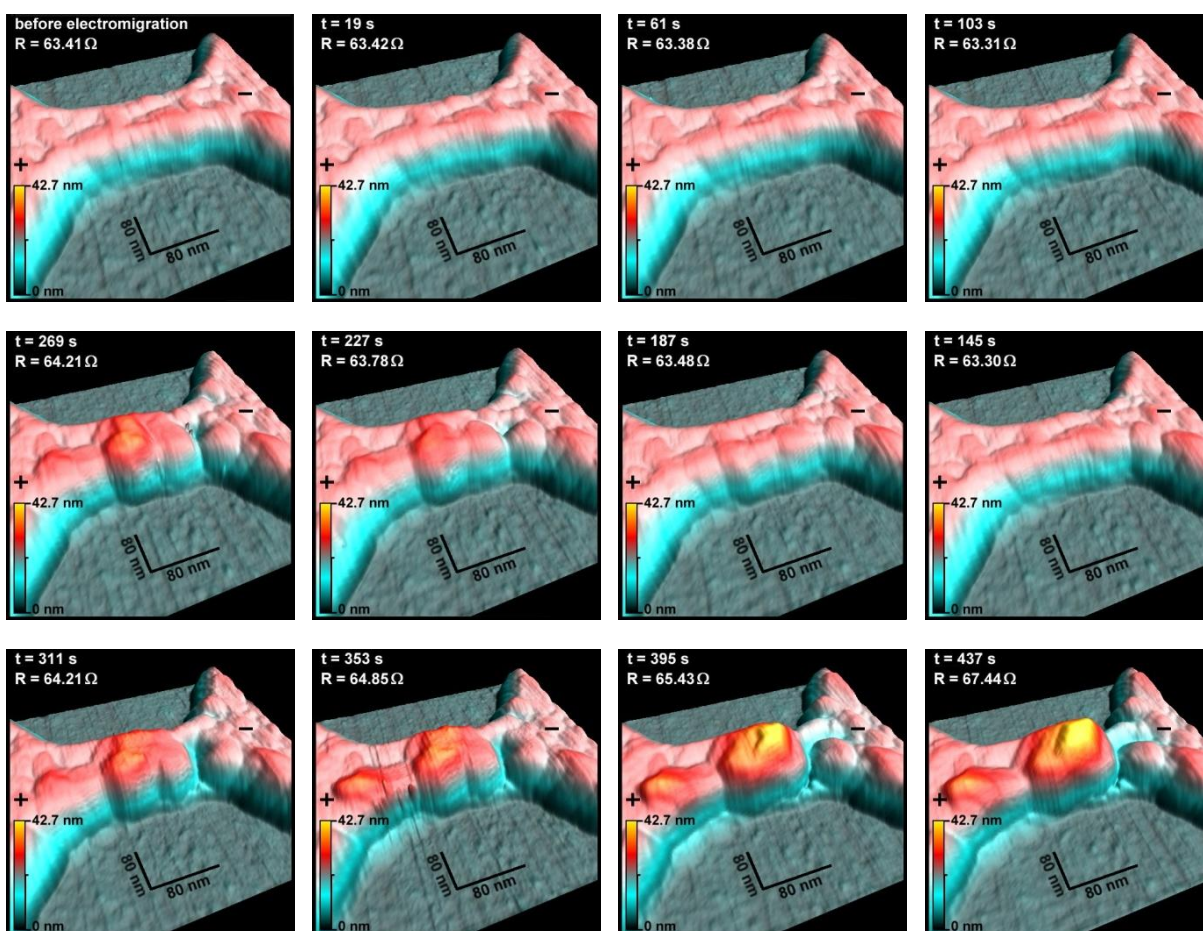 before electromigration
R = 63.41 Ω
+
−
42.7 nm
0 nm
80 nm
80 nm
t = 19 s
R = 63.42 Ω
+
−
42.7 nm
0 nm
80 nm
80 nm
t = 61 s
R = 63.38 Ω
+
−
42.7 nm
0 nm
80 nm
80 nm
t = 103 s
R = 63.31 Ω
+
−
42.7 nm
0 nm
80 nm
80 nm
t = 269 s
R = 64.21 Ω
+
−
42.7 nm
0 nm
80 nm
80 nm
t = 227 s
R = 63.78 Ω
+
−
42.7 nm
0 nm
80 nm
80 nm
t = 187 s
R = 63.48 Ω
+
−
42.7 nm
0 nm
80 nm
80 nm
t = 145 s
R = 63.30 Ω
+
−
42.7 nm
0 nm
80 nm
80 nm
t = 311 s
R = 64.21 Ω
+
−
42.7 nm
0 nm
80 nm
80 nm
t = 353 s
R = 64.85 Ω
+
−
42.7 nm
0 nm
80 nm
80 nm
t = 395 s
R = 65.43 Ω
+
−
42.7 nm
0 nm
80 nm
80 nm
t = 437 s
R = 67.44 Ω
+
−
42.7 nm
0 nm
80 nm
80 nm